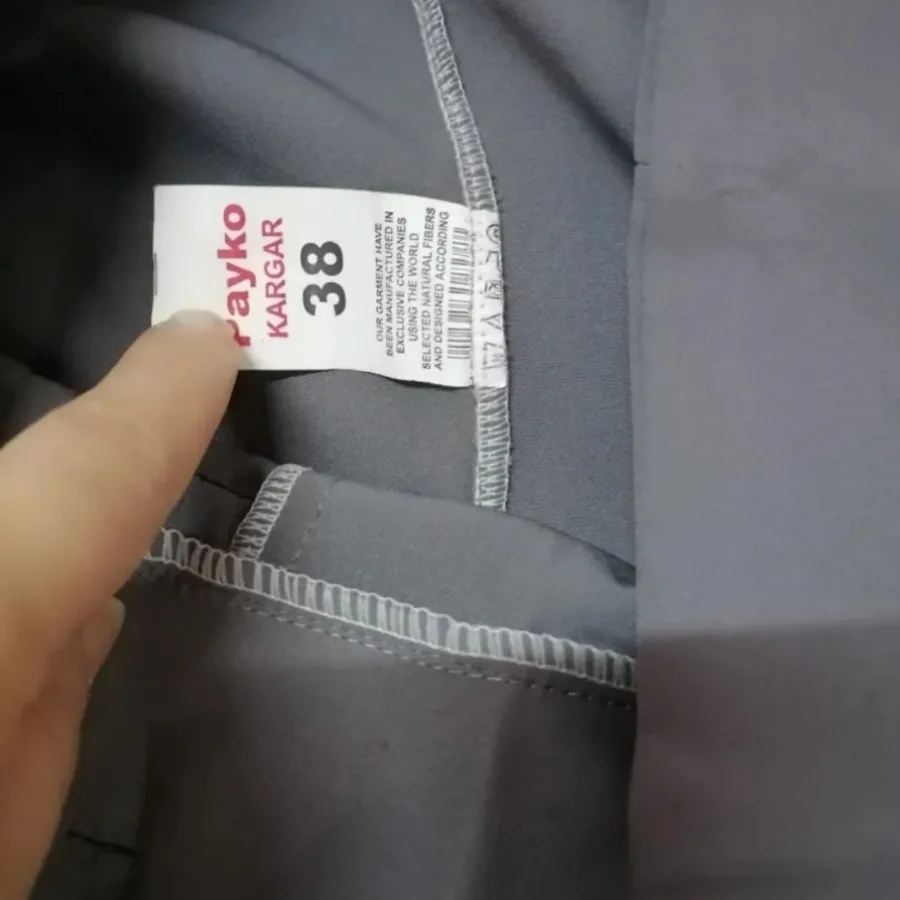 Payko
KARGAR
38
OUR GARMENT HAVE
BEEN MANUFACTURED IN
EXCLUSIVE COMPANIES
USING THE WORLD
SELECTED NATURAL FIBERS
AND DESIGNED ACCORDING